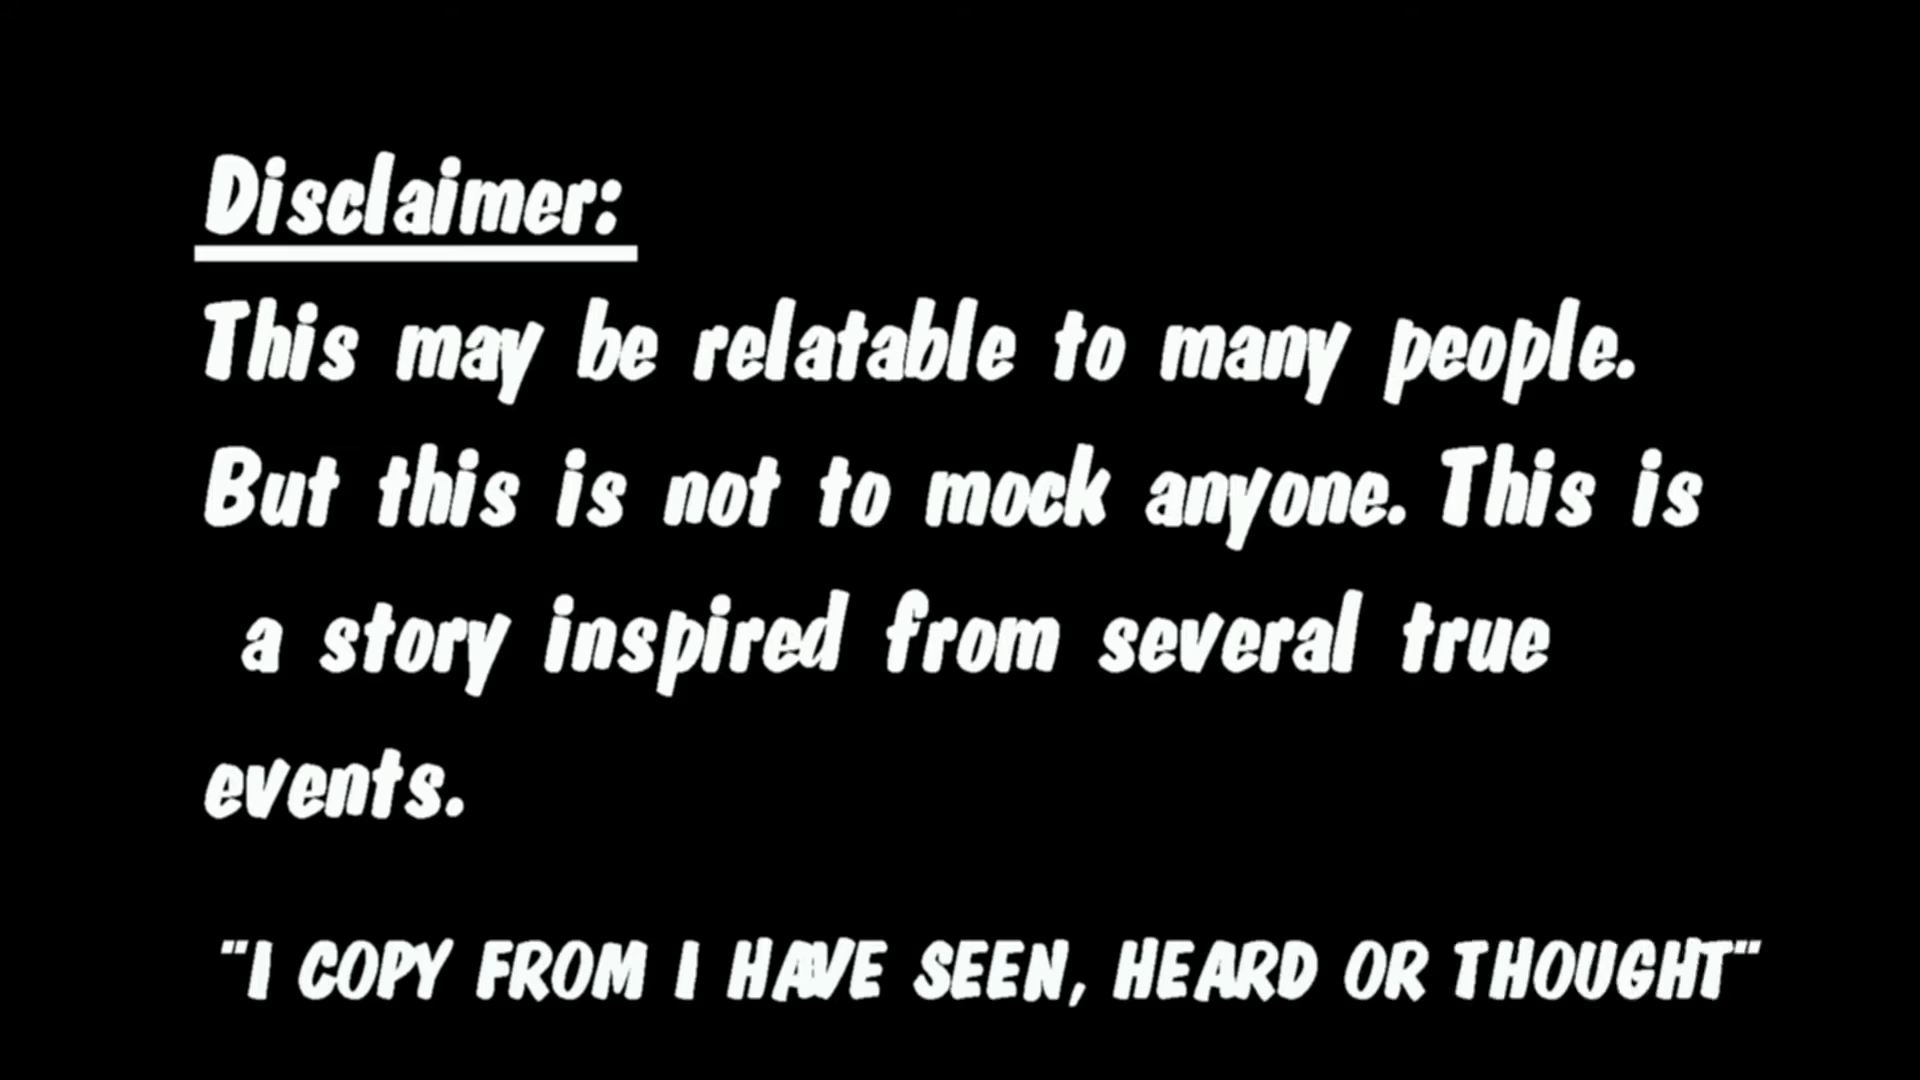 Disclaimer:
This may be relatable to many people.
But this is not to mock anyone. This is
a story inspired from several true
events.
"I COPY FROM I HAVE SEEN, HEARD OR THOUGHT"